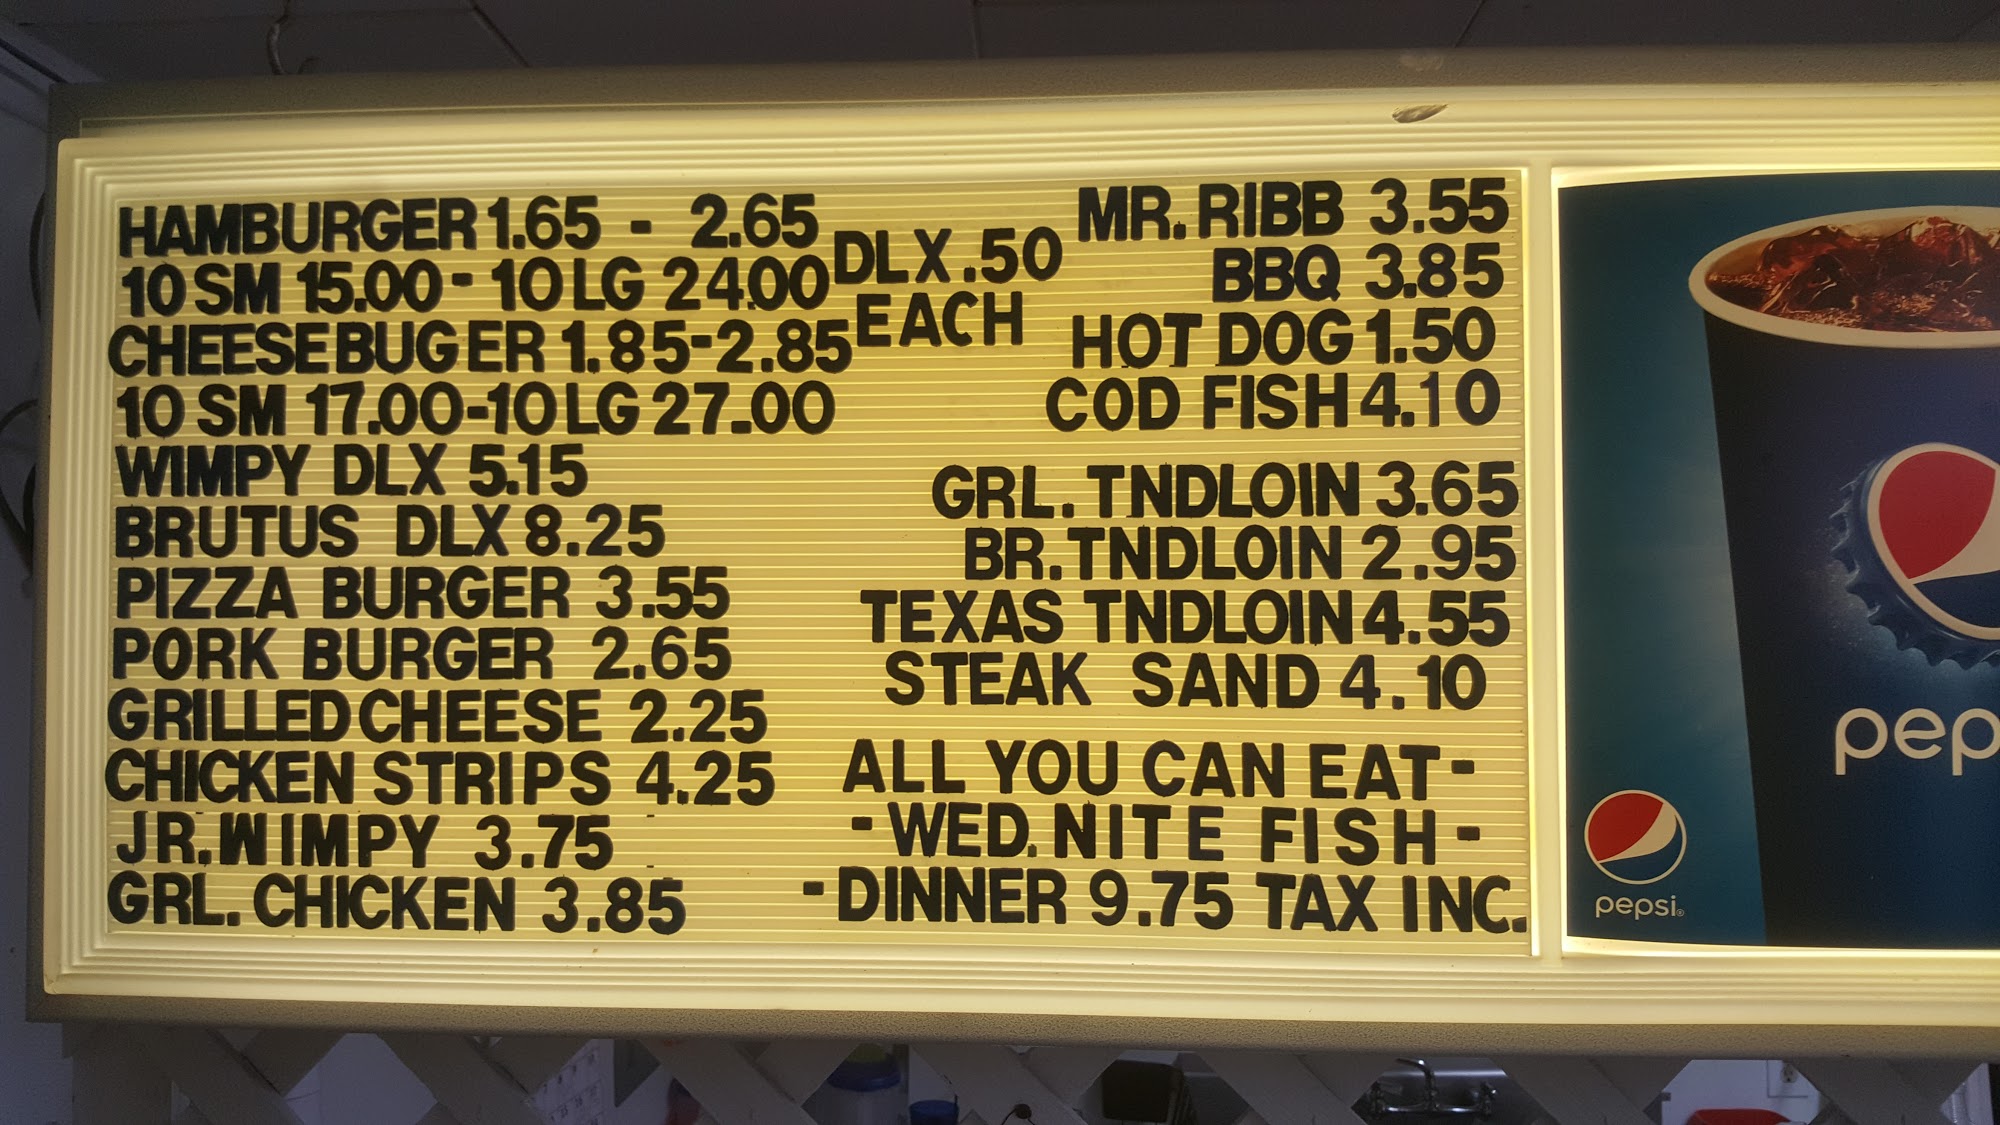 HAMBURGER 1.65 - 2.65
10 SM 15.00 - 10 LG 24.00
CHEESEBUGER 1.85-2.85
10 SM 17.00-10 LG 27.00
WIMPY DLX 5.15
BRUTUS DLX 8.25
PIZZA BURGER 3.55
PORK BURGER 2.65
GRILLED CHEESE 2.25
CHICKEN STRIPS 4.25
JR. WIMPY 3.75
GRL. CHICKEN 3.85
DLX .50
EACH
MR. RIBB 3.55
BBQ 3.85
HOT DOG 1.50
COD FISH 4.10
GRL. TNDLOIN 3.65
BR. TNDLOIN 2.95
TEXAS TNDLOIN 4.55
STEAK SAND 4.10
ALL YOU CAN EAT-
-WED. NITE FISH-
-DINNER 9.75 TAX INC.
pep
pepsi®